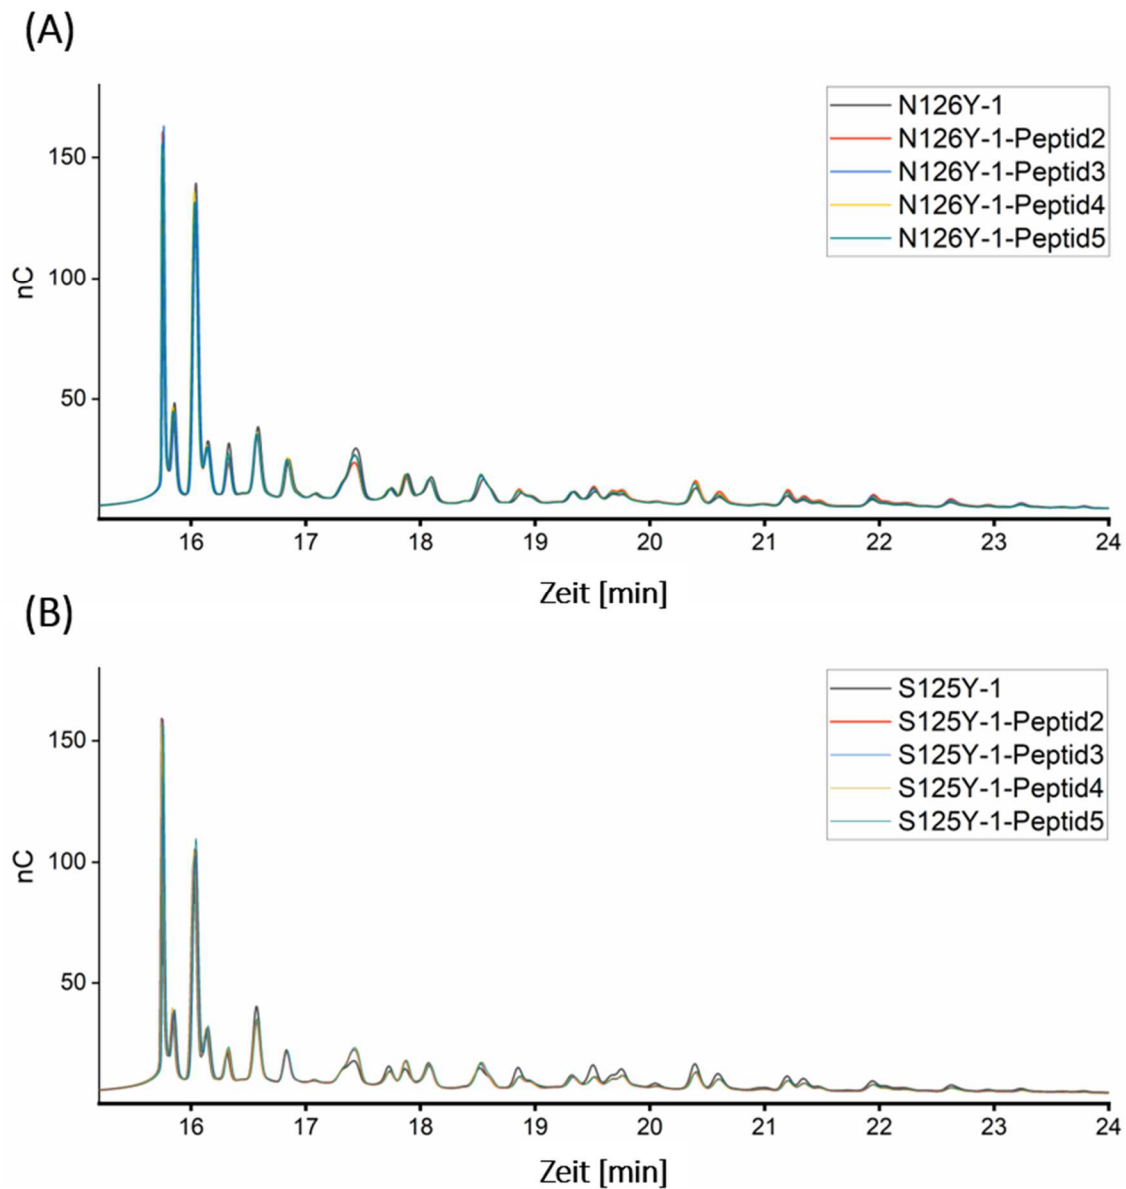 (A)
nC
150
100
50
N126Y-1
N126Y-1-Peptid2
N126Y-1-Peptid3
N126Y-1-Peptid4
N126Y-1-Peptid5
16 17 18 19 20 21 22 23 24
Zeit [min]
(B)
nC
150
100
50
S125Y-1
S125Y-1-Peptid2
S125Y-1-Peptid3
S125Y-1-Peptid4
S125Y-1-Peptid5
16 17 18 19 20 21 22 23 24
Zeit [min]